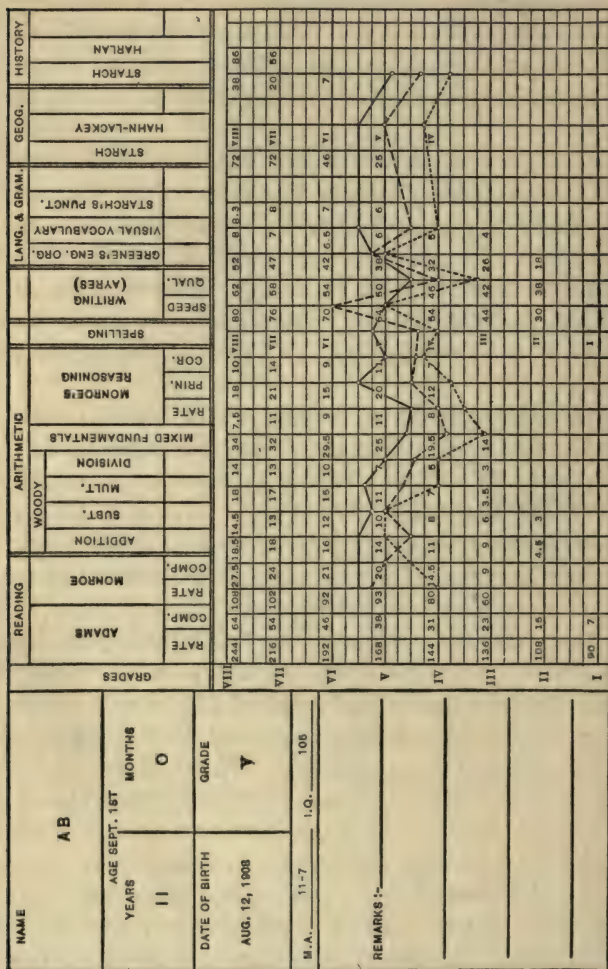 NAME
AB
AGE SEPT. 1ST
YEARS
MONTHS
11
0
DATE OF BIRTH
GRADE
AUG. 12, 1908
V
M.A. 11-7 I.Q. 105
REMARKS :-
GRADES
READING
ADAMS
RATE
COMP.
MONROE
RATE
COMP.
ARITHMETIC
WOODY
ADDITION
SUBT.
MULT.
DIVISION
MIXED FUNDAMENTALS
MONROE'S REASONING
RATE
PRIN.
COR.
SPELLING
WRITING (AYRES)
SPEED
QUAL.
LANG. & GRAM.
GREENE'S ENG. ORG.
VISUAL VOCABULARY
STARCH'S PUNCT.
GEOG.
STARCH
HAHN-LACKEY
HISTORY
STARCH
HARLAN
VIII 244 64 108 27.5 18.5 14.5 18 14 34 7.5 18 10 VIII 80 62 52 8 8.3 72 VIII 38 86
VII 216 54 102 24 18 13 17 13 32 11 21 14 VII 76 58 47 7 8 72 VII 20 56
VI 192 46 92 21 16 12 15 10 29.5 9 15 9 VI 70 54 42 6.5 7 46 VI 7
V 168 38 93 20 14 10 11 7 25 11 20 11 V 64 50 38 6 6 25 V
IV 144 31 80 14.5 11 8 7 5 19.5 8 12 7 IV 54 46 32 5 IV
III 136 23 60 9 9 6 3.5 3 14 III 44 42 26 4
II 108 15 4.5 3 II 30 38 18
I 90 7 I